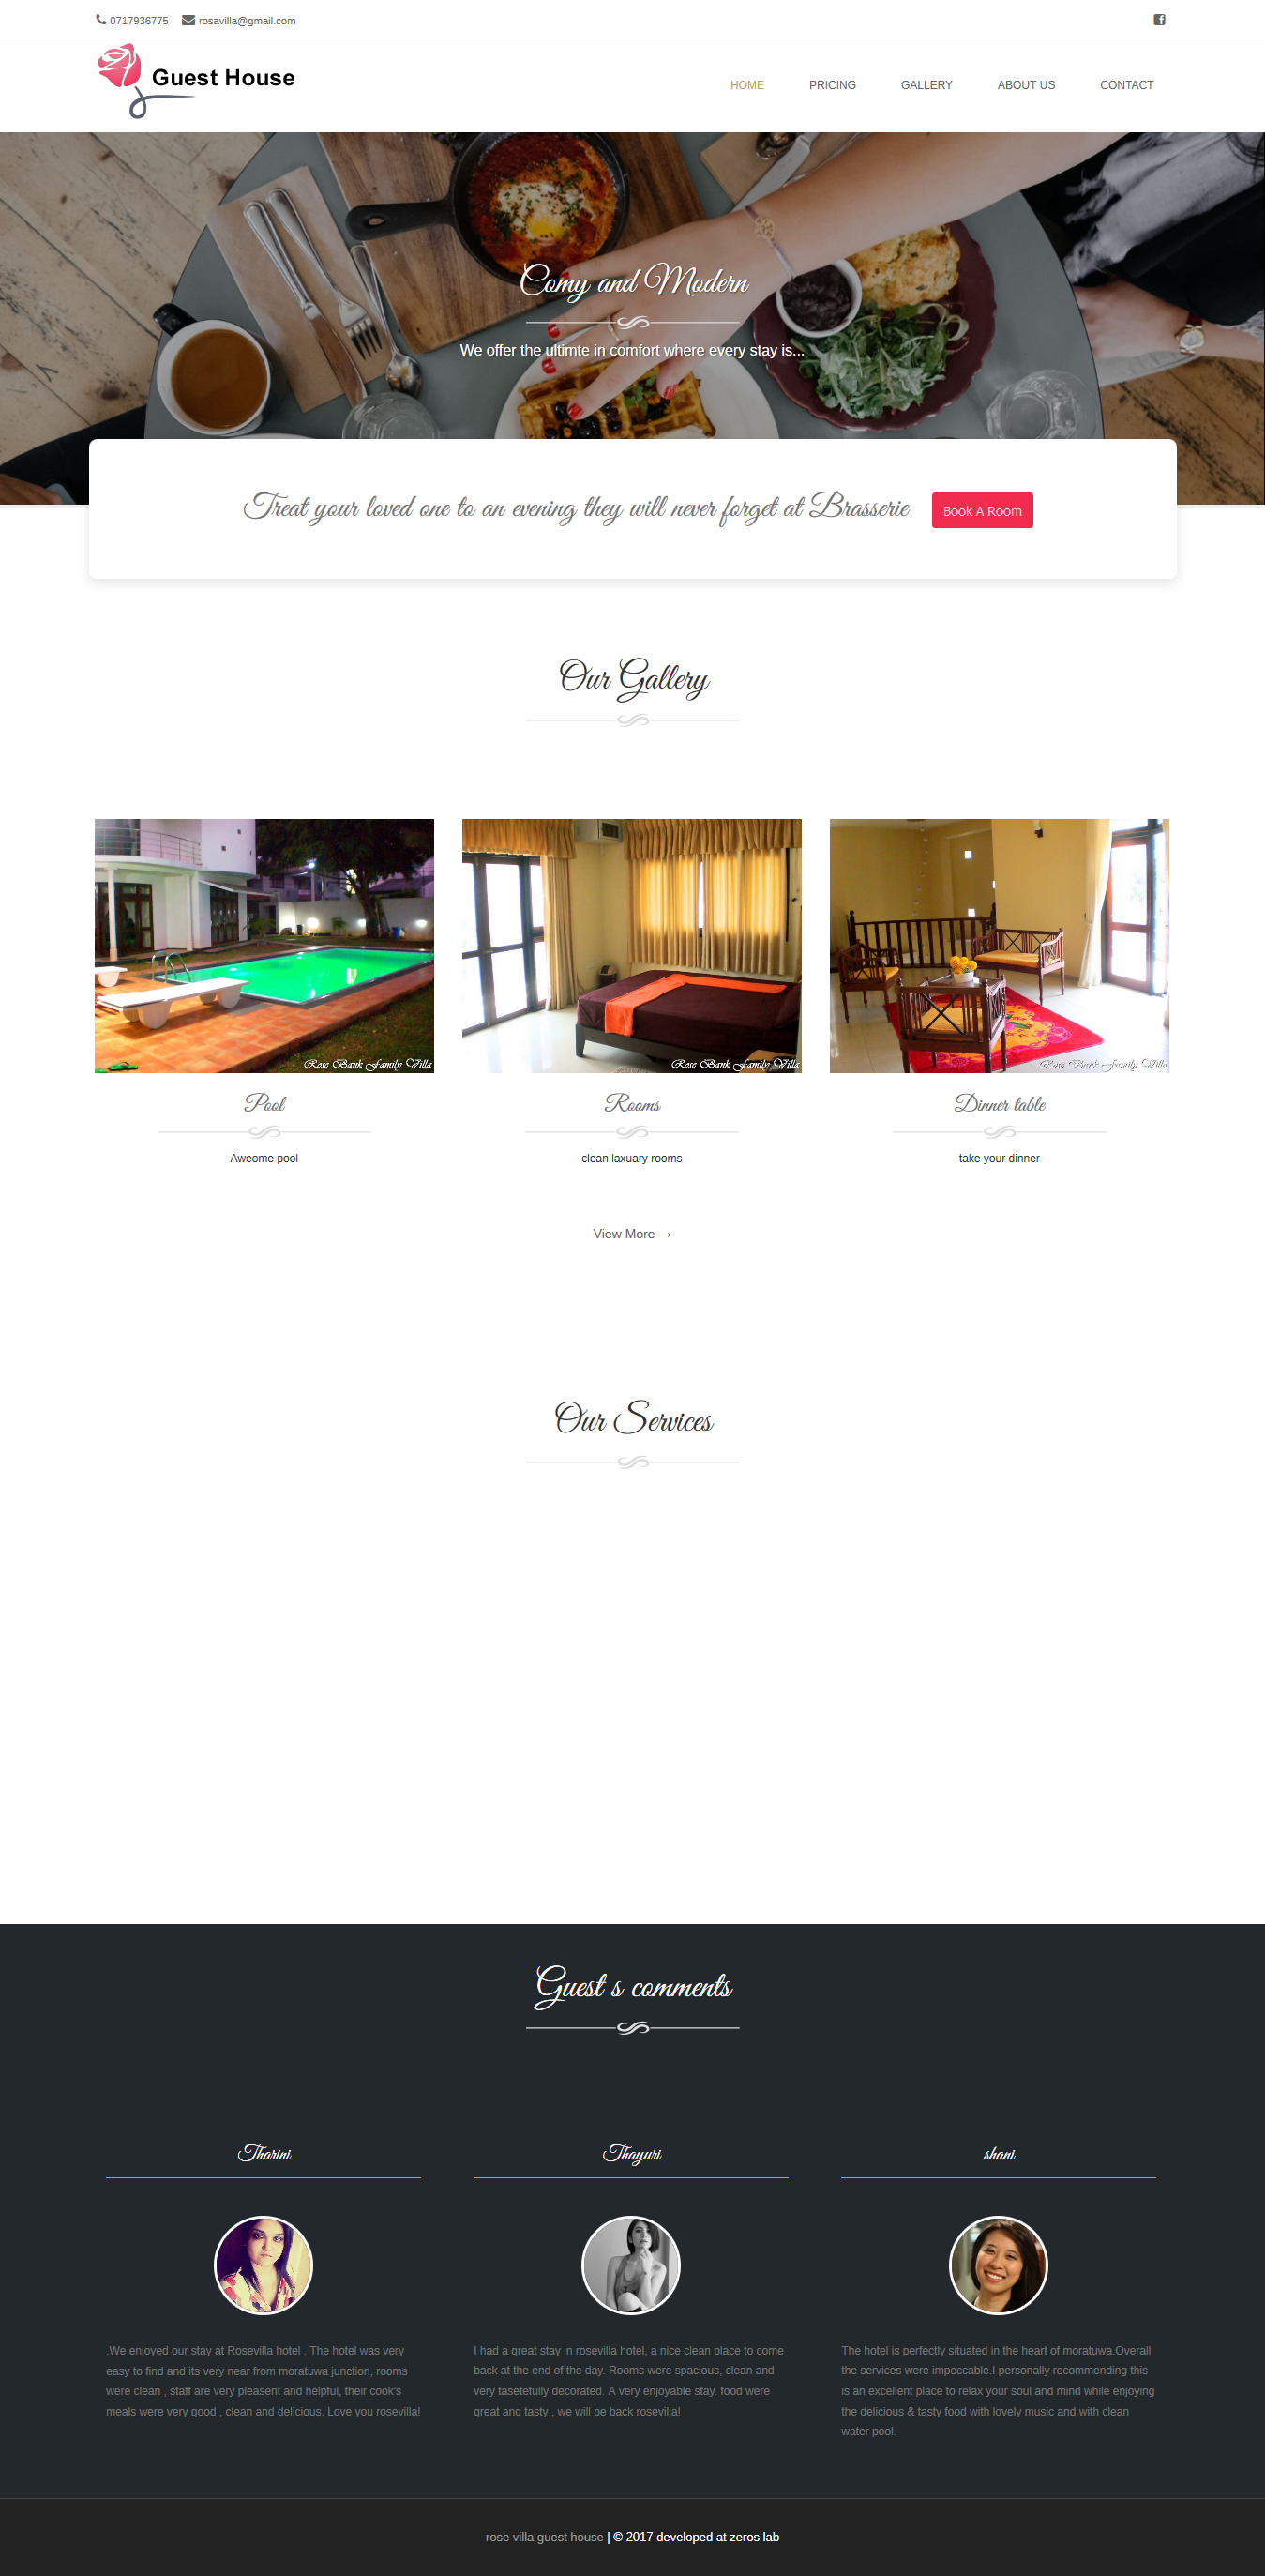 0717936775 rosavilla@gmail.com
Guest House
HOME PRICING GALLERY ABOUT US CONTACT
Comy and Modern
We offer the ultimte in comfort where every stay is...
Treat your loved one to an evening they will never forget at Brasserie
Book A Room
Our Gallery
Rose Bank Family Villa
Rose Bank Family Villa
Rose Bank Family Villa
Pool
Aweome pool
Rooms
clean laxuary rooms
Dinner table
take your dinner
View More →
Our Services
Guest s comments
Tharini
.We enjoyed our stay at Rosevilla hotel . The hotel was very
easy to find and its very near from moratuwa junction, rooms
were clean , staff are very pleasent and helpful, their cook's
meals were very good , clean and delicious. Love you rosevilla!
Thayuri
I had a great stay in rosevilla hotel, a nice clean place to come
back at the end of the day. Rooms were spacious, clean and
very tasetefully decorated. A very enjoyable stay. food were
great and tasty , we will be back rosevilla!
shani
The hotel is perfectly situated in the heart of moratuwa.Overall
the services were impeccable.I personally recommending this
is an excellent place to relax your soul and mind while enjoying
the delicious & tasty food with lovely music and with clean
water pool.
rose villa guest house | © 2017 developed at zeros lab